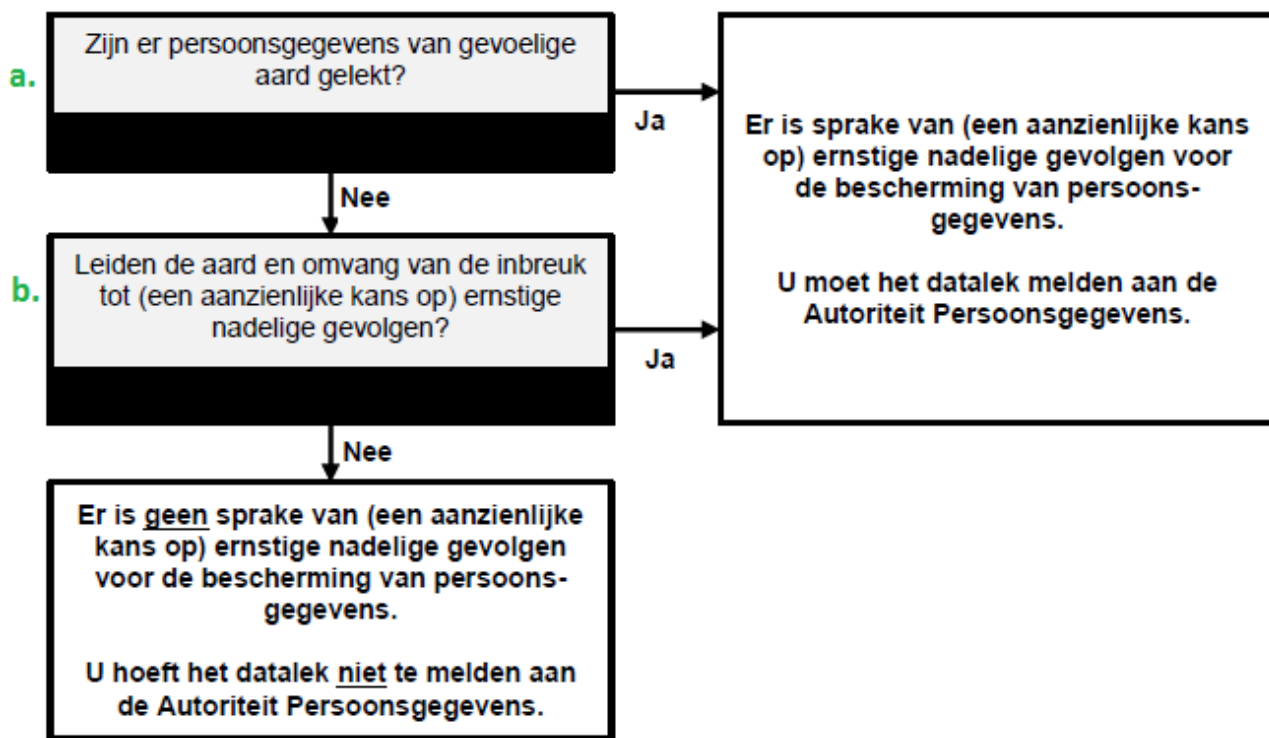 a.
Zijn er persoonsgegevens van gevoelige
aard gelekt?
Ja
Nee
Er is sprake van (een aanzienlijke kans
op) ernstige nadelige gevolgen voor
de bescherming van persoons-
gegevens.
U moet het datalek melden aan de
Autoriteit Persoonsgegevens.
b.
Leiden de aard en omvang van de inbreuk
tot (een aanzienlijke kans op) ernstige
nadelige gevolgen?
Ja
Nee
Er is geen sprake van (een aanzienlijke
kans op) ernstige nadelige gevolgen
voor de bescherming van persoons-
gegevens.
U hoeft het datalek niet te melden aan
de Autoriteit Persoonsgegevens.